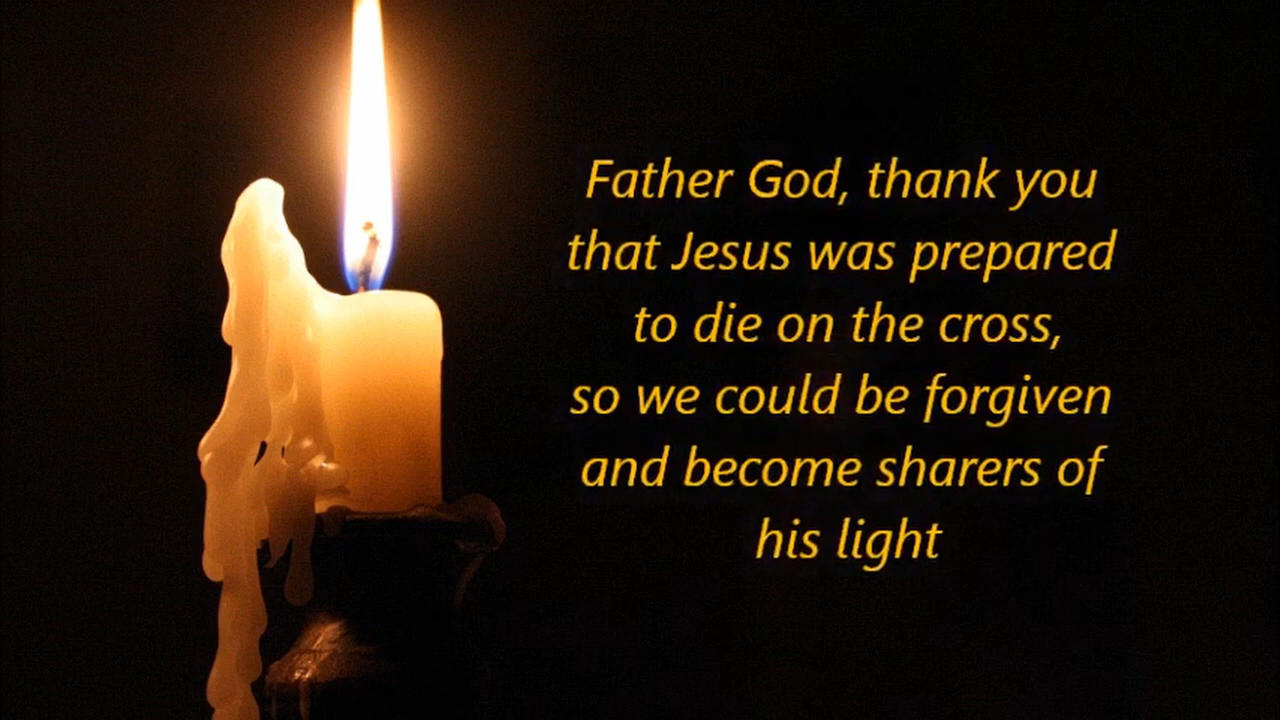 Father God, thank you
that Jesus was prepared
to die on the cross,
so we could be forgiven
and become sharers of
his light